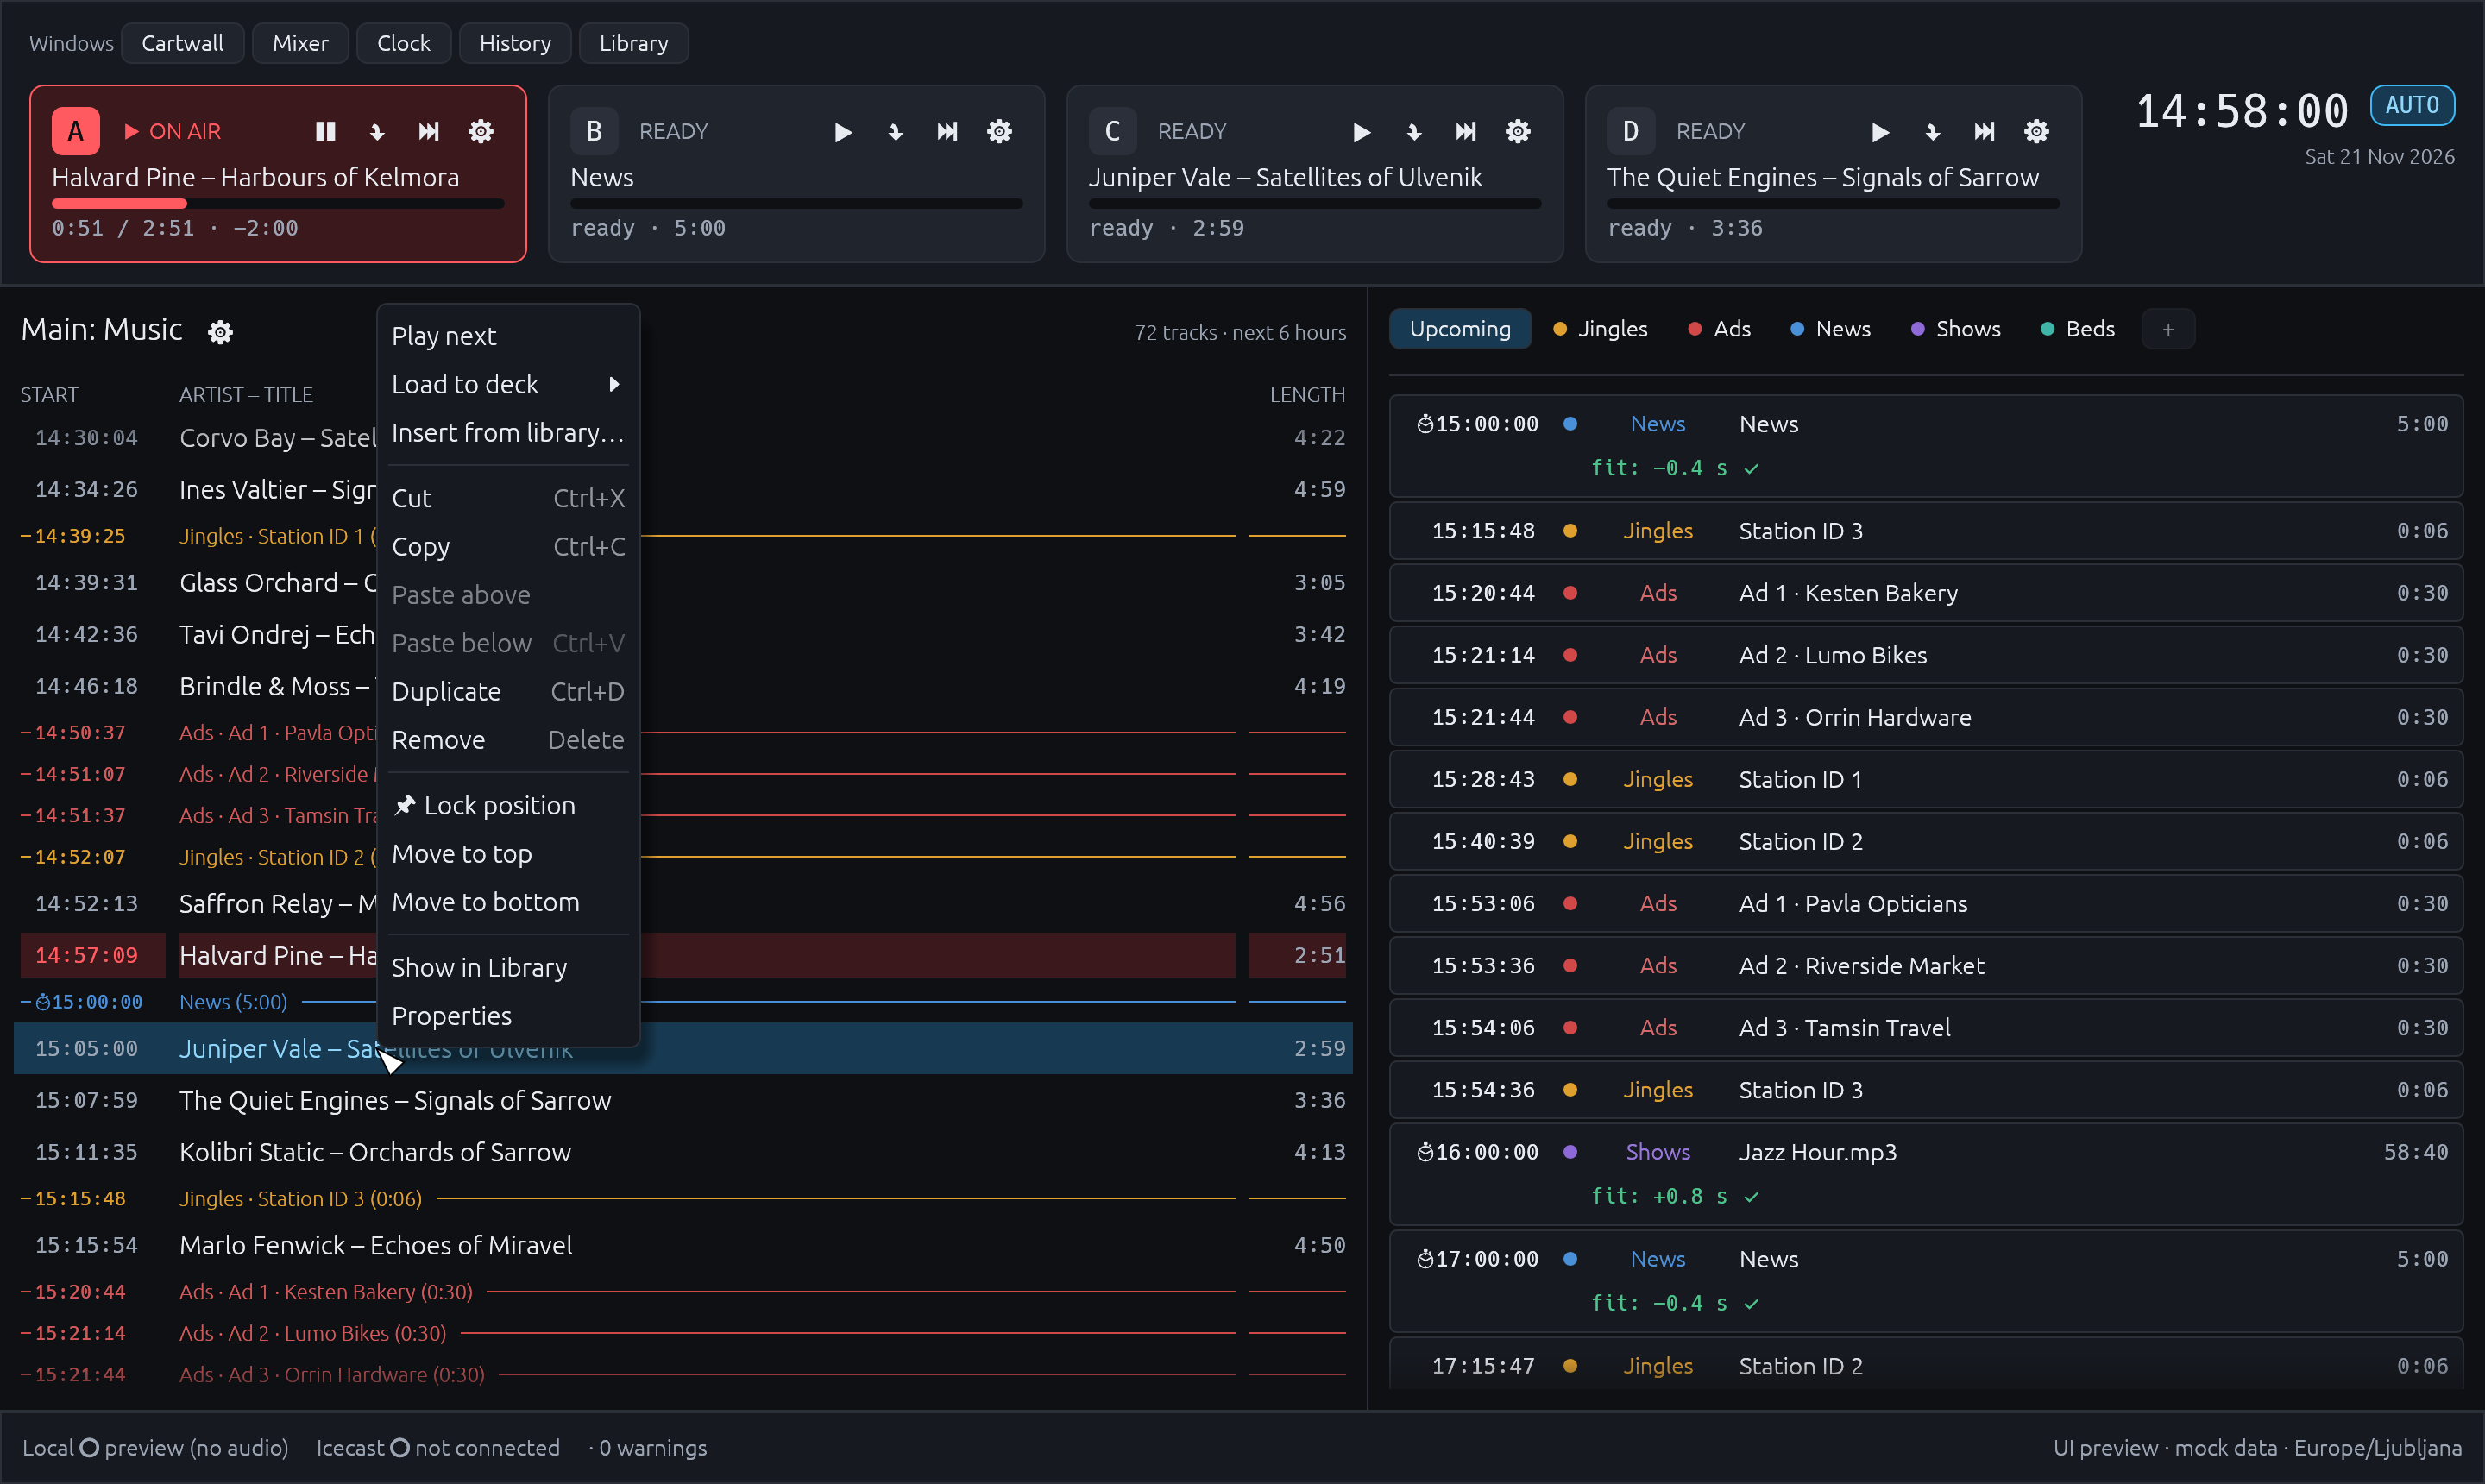 Windows Cartwall Mixer Clock History Library
A ON AIR
Halvard Pine – Harbours of Kelmora
0:51 / 2:51 · −2:00
B READY
News
ready · 5:00
C READY
Juniper Vale – Satellites of Ulvenik
ready · 2:59
D READY
The Quiet Engines – Signals of Sarrow
ready · 3:36
14:58:00 AUTO
Sat 21 Nov 2026
Main: Music
72 tracks · next 6 hours
START ARTIST – TITLE LENGTH
14:30:04 Corvo Bay – 4:22
14:34:26 Ines Valtier – 4:59
14:39:25 Jingles · Station ID 1 (
14:39:31 Glass Orchard – 3:05
14:42:36 Tavi Ondrej – 3:42
14:46:18 Brindle & Moss – 4:19
14:50:37 Ads · Ad 1 · Pavla
14:51:07 Ads · Ad 2 · Riverside
14:51:37 Ads · Ad 3 · Tamsin
14:52:07 Jingles · Station ID 2 (
14:52:13 Saffron Relay – 4:56
14:57:09 Halvard Pine – 2:51
15:00:00 News (5:00)
15:05:00 Juniper Vale – Satellites of Ulvenik 2:59
15:07:59 The Quiet Engines – Signals of Sarrow 3:36
15:11:35 Kolibri Static – Orchards of Sarrow 4:13
15:15:48 Jingles · Station ID 3 (0:06)
15:15:54 Marlo Fenwick – Echoes of Miravel 4:50
15:20:44 Ads · Ad 1 · Kesten Bakery (0:30)
15:21:14 Ads · Ad 2 · Lumo Bikes (0:30)
15:21:44 Ads · Ad 3 · Orrin Hardware (0:30)
Play next
Load to deck
Insert from library…
Cut Ctrl+X
Copy Ctrl+C
Paste above
Paste below Ctrl+V
Duplicate Ctrl+D
Remove Delete
Lock position
Move to top
Move to bottom
Show in Library
Properties
Upcoming Jingles Ads News Shows Beds +
15:00:00 News News 5:00
fit: −0.4 s ✓
15:15:48 Jingles Station ID 3 0:06
15:20:44 Ads Ad 1 · Kesten Bakery 0:30
15:21:14 Ads Ad 2 · Lumo Bikes 0:30
15:21:44 Ads Ad 3 · Orrin Hardware 0:30
15:28:43 Jingles Station ID 1 0:06
15:40:39 Jingles Station ID 2 0:06
15:53:06 Ads Ad 1 · Pavla Opticians 0:30
15:53:36 Ads Ad 2 · Riverside Market 0:30
15:54:06 Ads Ad 3 · Tamsin Travel 0:30
15:54:36 Jingles Station ID 3 0:06
16:00:00 Shows Jazz Hour.mp3 58:40
fit: +0.8 s ✓
17:00:00 News News 5:00
fit: −0.4 s ✓
17:15:47 Jingles Station ID 2 0:06
Local preview (no audio) Icecast not connected · 0 warnings
UI preview · mock data · Europe/Ljubljana